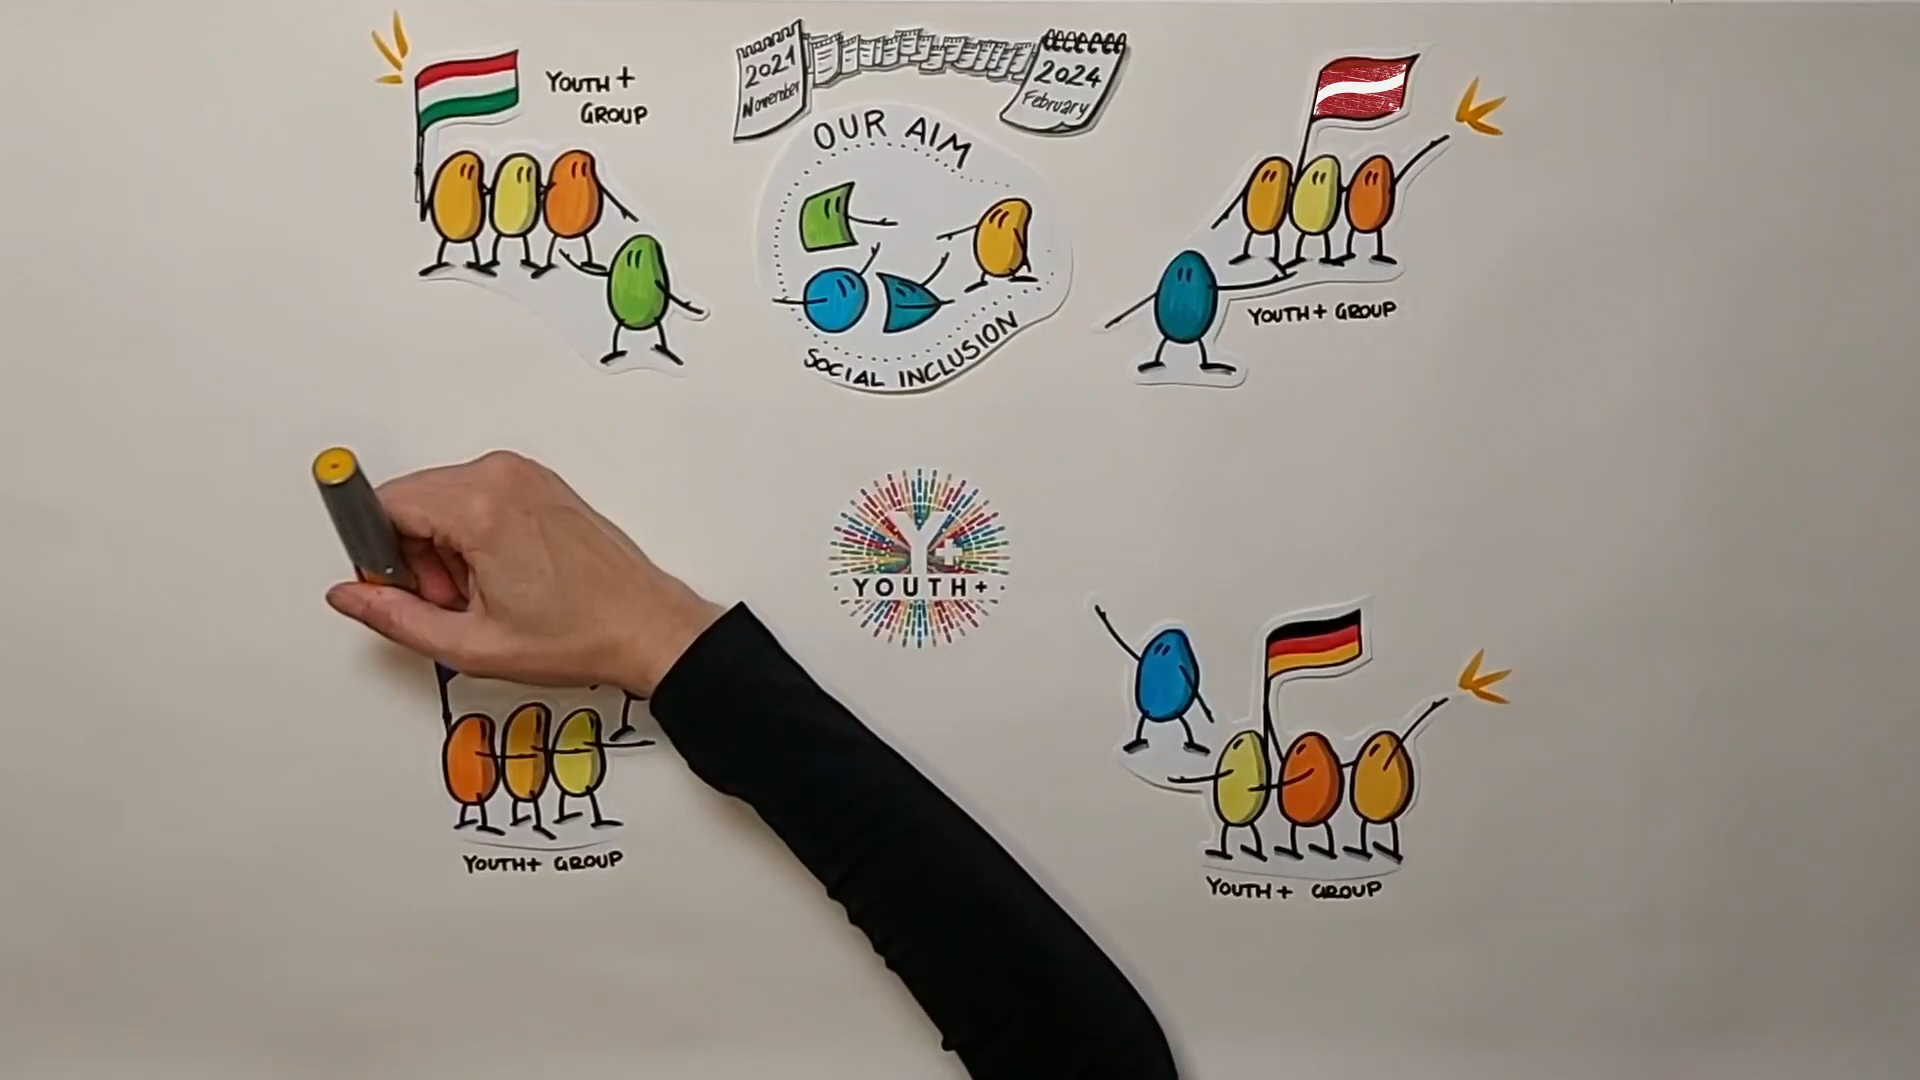 YOUTH +
GROUP
2021
November
2024
February
OUR AIM
SOCIAL INCLUSION
YOUTH+ GROUP
Y+
YOUTH+
YOUTH+ GROUP
YOUTH+ GROUP